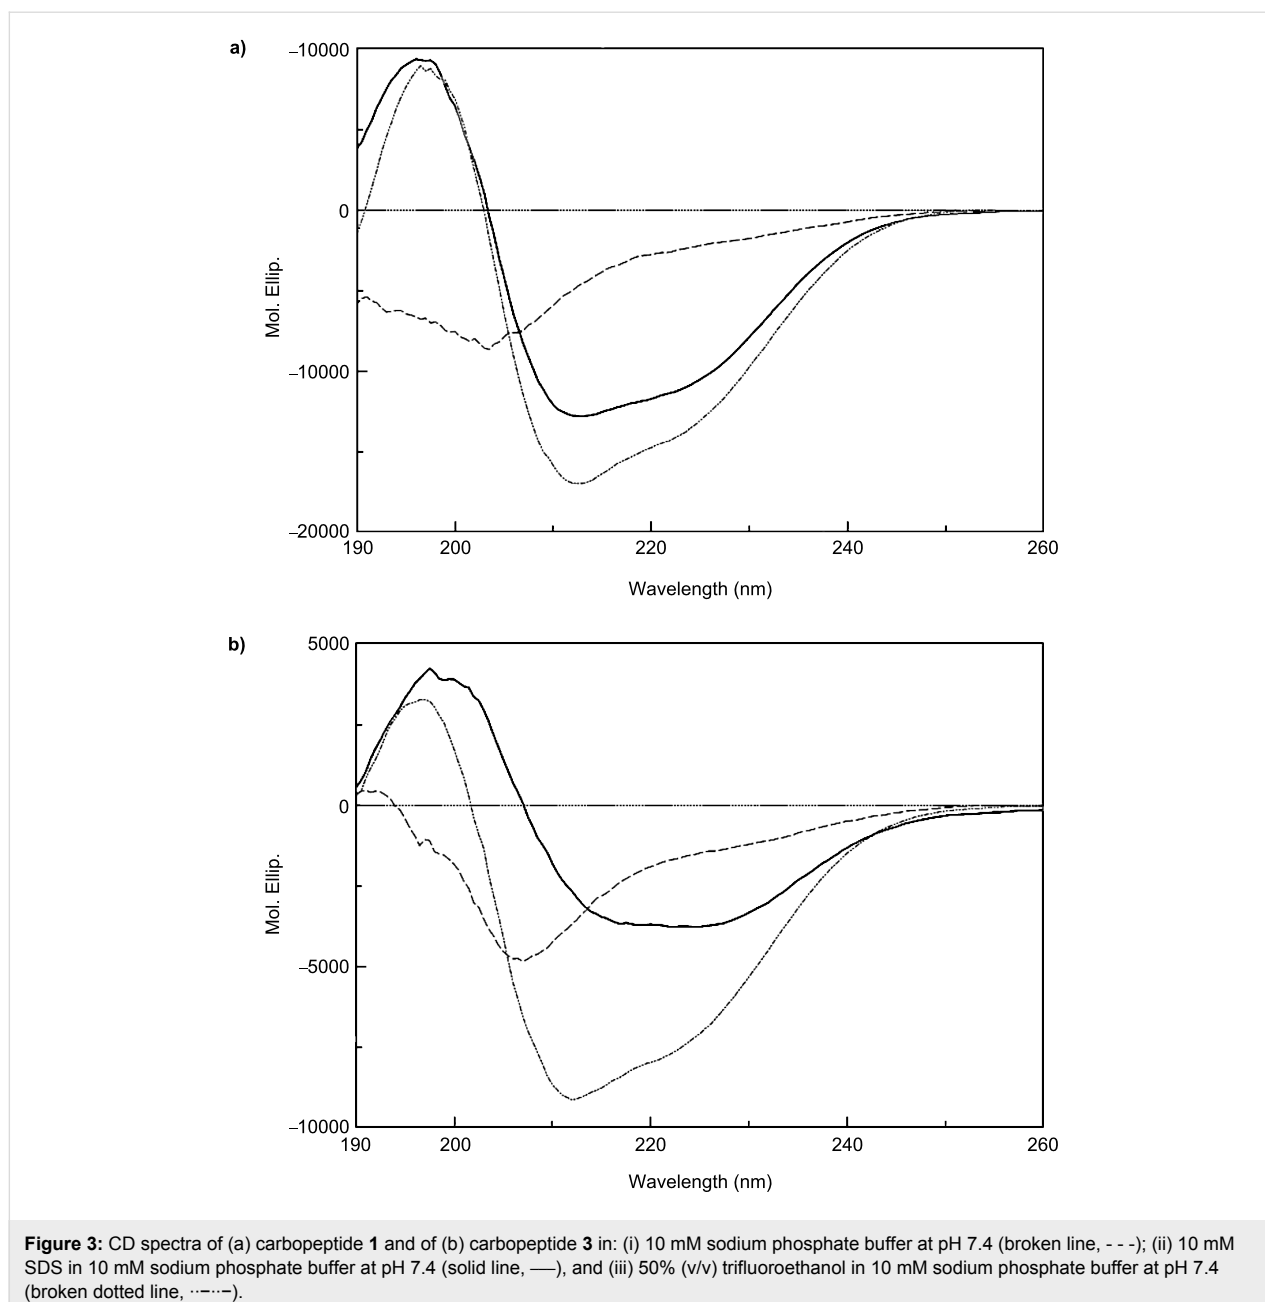 a)
–10000
0
–10000
–20000
Mol. Ellip.
190 200 220 240 260
Wavelength (nm)
b)
5000
0
–5000
–10000
Mol. Ellip.
190 200 220 240 260
Wavelength (nm)
Figure 3: CD spectra of (a) carbopeptide 1 and of (b) carbopeptide 3 in: (i) 10 mM sodium phosphate buffer at pH 7.4 (broken line, - - -); (ii) 10 mM
SDS in 10 mM sodium phosphate buffer at pH 7.4 (solid line, —–), and (iii) 50% (v/v) trifluoroethanol in 10 mM sodium phosphate buffer at pH 7.4
(broken dotted line, ··–··–).